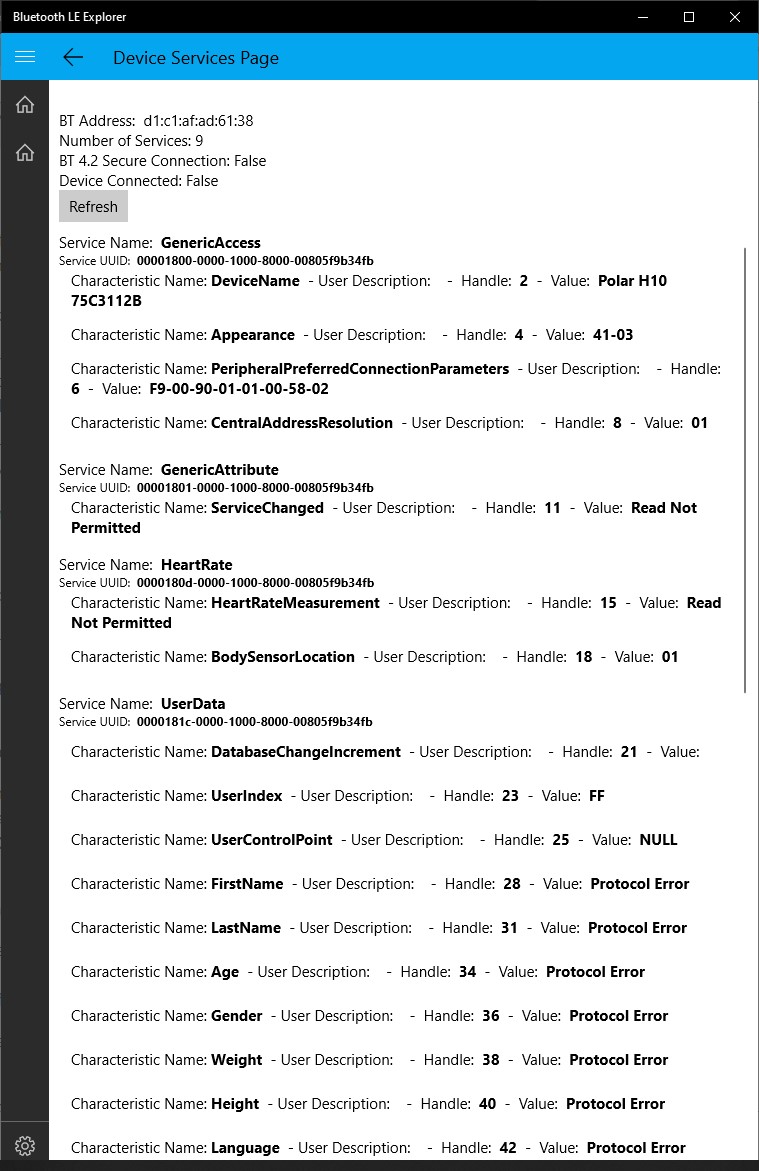 Bluetooth LE Explorer
Device Services Page
BT Address: d1:c1:af:ad:61:38
Number of Services: 9
BT 4.2 Secure Connection: False
Device Connected: False
Refresh
Service Name: GenericAccess
Service UUID: 00001800-0000-1000-8000-00805f9b34fb
Characteristic Name: DeviceName - User Description: - Handle: 2 - Value: Polar H10
75C3112B
Characteristic Name: Appearance - User Description: - Handle: 4 - Value: 41-03
Characteristic Name: PeripheralPreferredConnectionParameters - User Description: - Handle:
6 - Value: F9-00-90-01-01-00-58-02
Characteristic Name: CentralAddressResolution - User Description: - Handle: 8 - Value: 01
Service Name: GenericAttribute
Service UUID: 00001801-0000-1000-8000-00805f9b34fb
Characteristic Name: ServiceChanged - User Description: - Handle: 11 - Value: Read Not
Permitted
Service Name: HeartRate
Service UUID: 0000180d-0000-1000-8000-00805f9b34fb
Characteristic Name: HeartRateMeasurement - User Description: - Handle: 15 - Value: Read
Not Permitted
Characteristic Name: BodySensorLocation - User Description: - Handle: 18 - Value: 01
Service Name: UserData
Service UUID: 0000181c-0000-1000-8000-00805f9b34fb
Characteristic Name: DatabaseChangeIncrement - User Description: - Handle: 21 - Value:
Characteristic Name: UserIndex - User Description: - Handle: 23 - Value: FF
Characteristic Name: UserControlPoint - User Description: - Handle: 25 - Value: NULL
Characteristic Name: FirstName - User Description: - Handle: 28 - Value: Protocol Error
Characteristic Name: LastName - User Description: - Handle: 31 - Value: Protocol Error
Characteristic Name: Age - User Description: - Handle: 34 - Value: Protocol Error
Characteristic Name: Gender - User Description: - Handle: 36 - Value: Protocol Error
Characteristic Name: Weight - User Description: - Handle: 38 - Value: Protocol Error
Characteristic Name: Height - User Description: - Handle: 40 - Value: Protocol Error
Characteristic Name: Language - User Description: - Handle: 42 - Value: Protocol Error